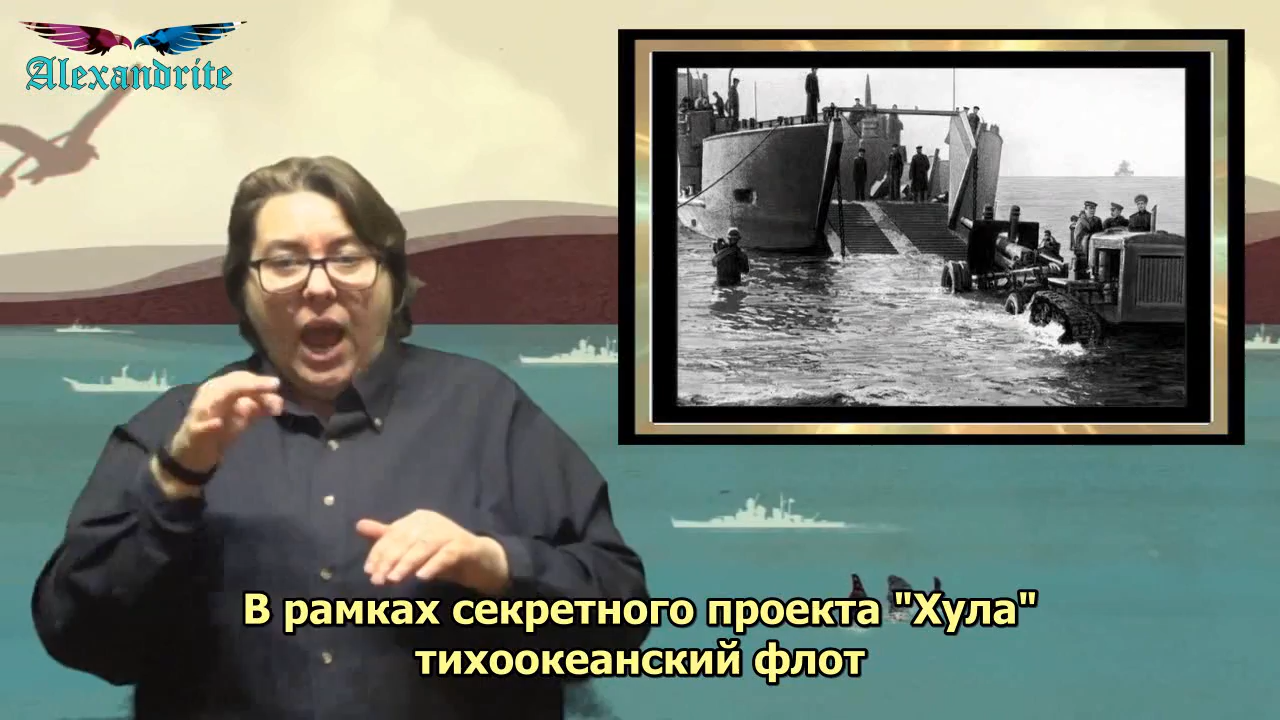 Alexandrite
В рамках секретного проекта "Хула"
тихоокеанский флот